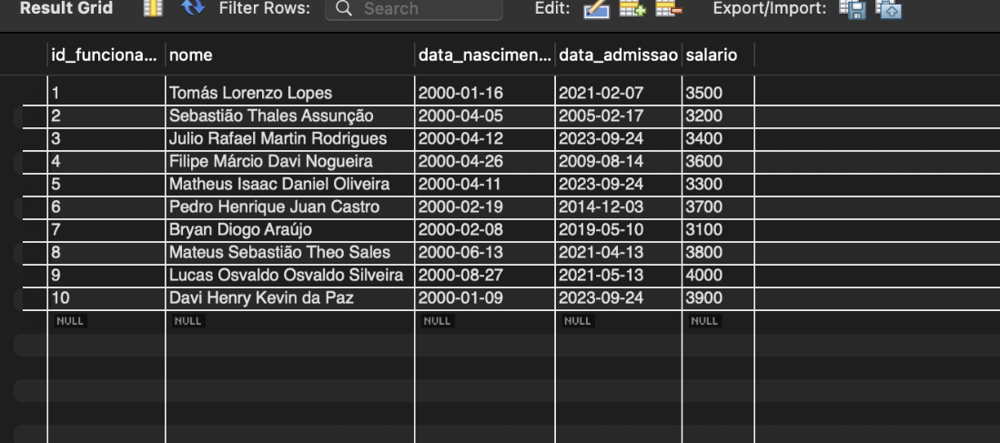 Result Grid Filter Rows: Search Edit: Export/Import:
id_funciona... nome data_nascimen... data_admissao salario
1 Tomás Lorenzo Lopes 2000-01-16 2021-02-07 3500
2 Sebastião Thales Assunção 2000-04-05 2005-02-17 3200
3 Julio Rafael Martin Rodrigues 2000-04-12 2023-09-24 3400
4 Filipe Márcio Davi Nogueira 2000-04-26 2009-08-14 3600
5 Matheus Isaac Daniel Oliveira 2000-04-11 2023-09-24 3300
6 Pedro Henrique Juan Castro 2000-02-19 2014-12-03 3700
7 Bryan Diogo Araújo 2000-02-08 2019-05-10 3100
8 Mateus Sebastião Theo Sales 2000-06-13 2021-04-13 3800
9 Lucas Osvaldo Osvaldo Silveira 2000-08-27 2021-05-13 4000
10 Davi Henry Kevin da Paz 2000-01-09 2023-09-24 3900
NULL NULL NULL NULL NULL